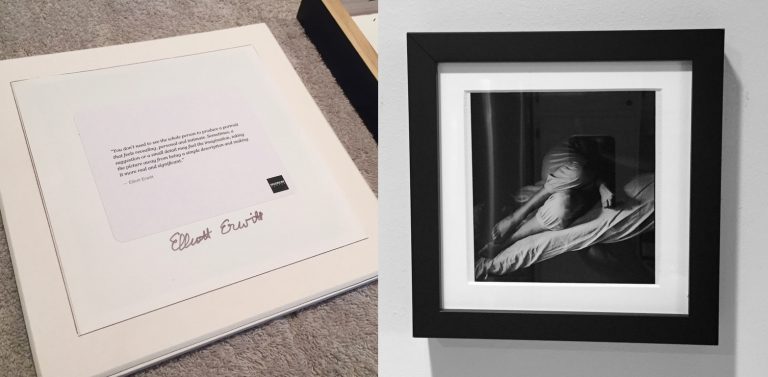 "You don't need to see the whole person to produce a portrait
that feels revealing, personal and intimate. Sometimes, a
suggestion or a small detail may fuel the imagination, taking
the picture away from being a simple description and making
it more real and significant."
— Elliott Erwitt
MAGNUM
Elliott Erwitt